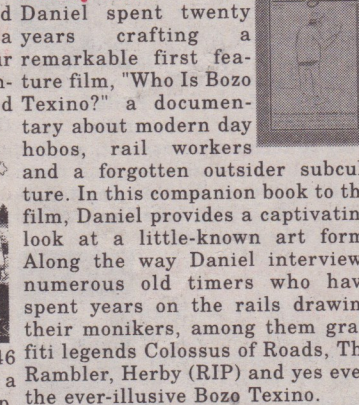 d Daniel spent twenty
a years crafting a
ur remarkable first fea-
n- ture film, "Who Is Bozo
d Texino?" a documen-
tary about modern day
hobos, rail workers
and a forgotten outsider subcul
ture. In this companion book to th
film, Daniel provides a captivatin
look at a little-known art form
Along the way Daniel interview
numerous old timers who hav
spent years on the rails drawin
their monikers, among them gra
46 fiti legends Colossus of Roads, Th
a Rambler, Herby (RIP) and yes eve
the ever-illusive Bozo Texino.